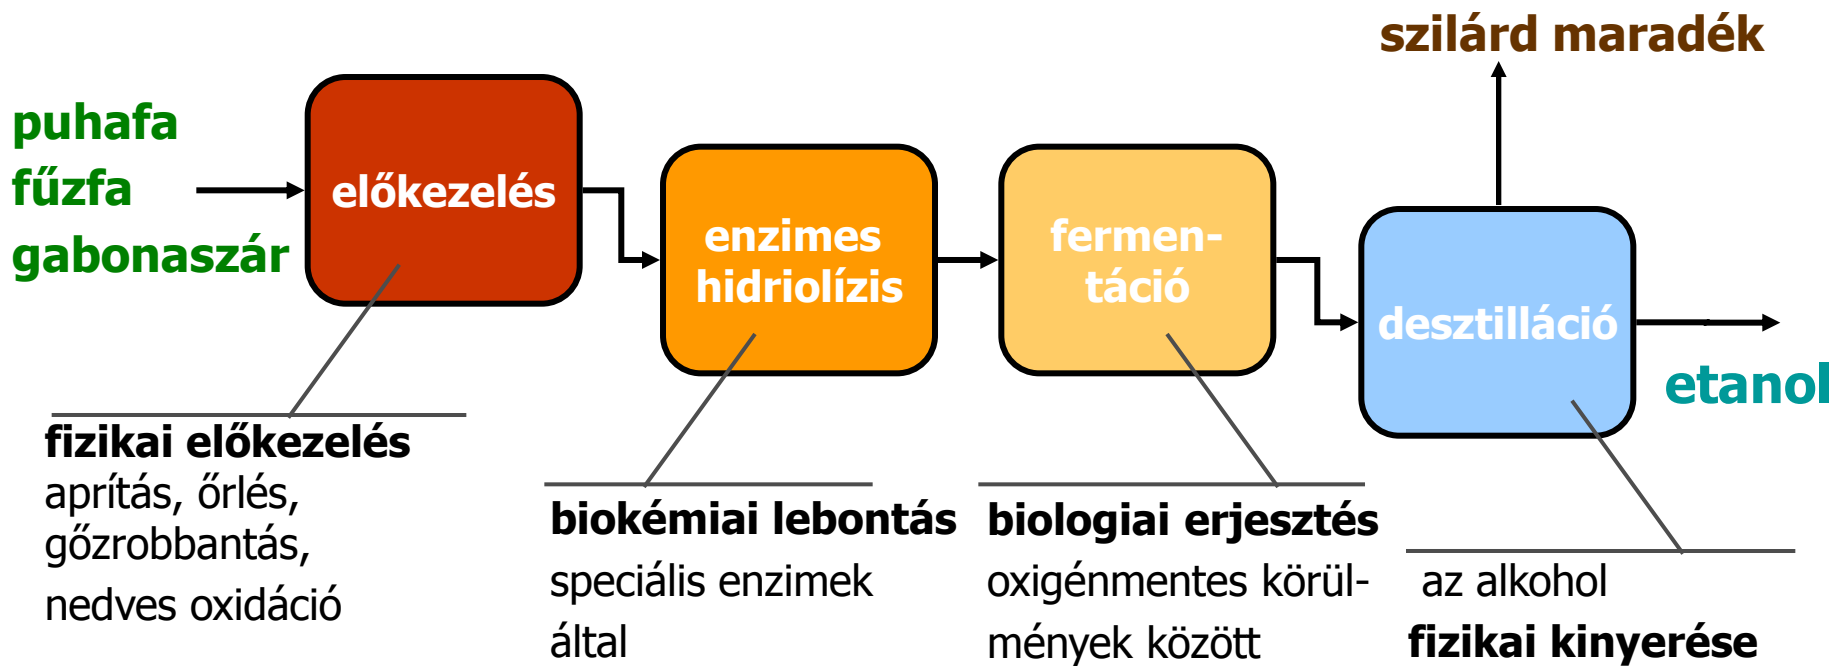 szilárd maradék
puhafa
fűzfa
gabonaszár
előkezelés
enzimes
hidriolízis
fermen-
táció
desztilláció
etanol
fizikai előkezelés
aprítás, őrlés,
gőzrobbantás,
nedves oxidáció
biokémiai lebontás
speciális enzimek
által
biologiai erjesztés
oxigénmentes körül-
mények között
az alkohol
fizikai kinyerése